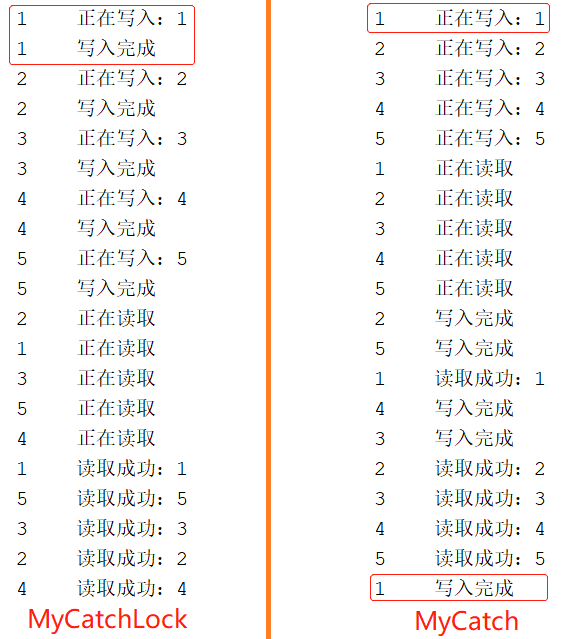 1 正在写入：1
1 写入完成
2 正在写入：2
2 写入完成
3 正在写入：3
3 写入完成
4 正在写入：4
4 写入完成
5 正在写入：5
5 写入完成
2 正在读取
1 正在读取
3 正在读取
5 正在读取
4 正在读取
1 读取成功：1
5 读取成功：5
3 读取成功：3
2 读取成功：2
4 读取成功：4
MyCatchLock
1 正在写入：1
2 正在写入：2
3 正在写入：3
4 正在写入：4
5 正在写入：5
1 正在读取
2 正在读取
3 正在读取
4 正在读取
5 正在读取
2 写入完成
5 写入完成
1 读取成功：1
4 写入完成
3 写入完成
2 读取成功：2
3 读取成功：3
4 读取成功：4
5 读取成功：5
1 写入完成
MyCatch